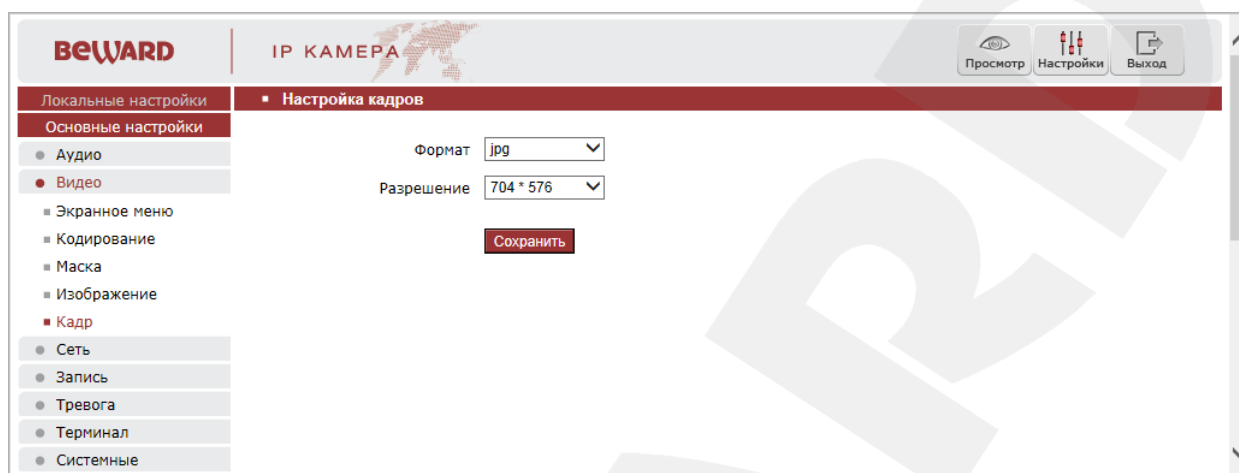 BEWARD
IP КАМЕРА
Просмотр
Настройки
Выход
Локальные настройки
Настройка кадров
Основные настройки
Аудио
Видео
Экранное меню
Кодирование
Маска
Изображение
Кадр
Сеть
Запись
Тревога
Терминал
Системные
Формат jpg
Разрешение 704 * 576
Сохранить